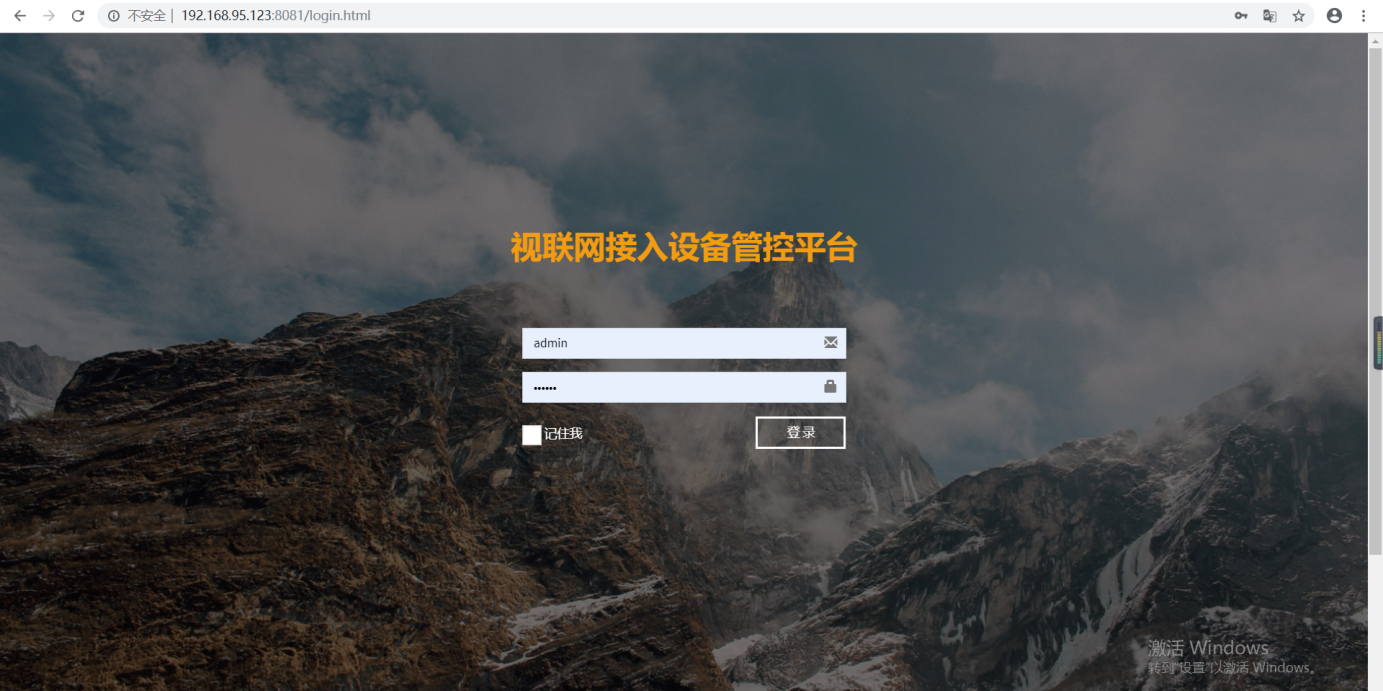 不安全 | 192.168.95.123:8081/login.html
视联网接入设备管控平台
admin
••••••
记住我
登录
激活 Windows
转到"设置"以激活 Windows。